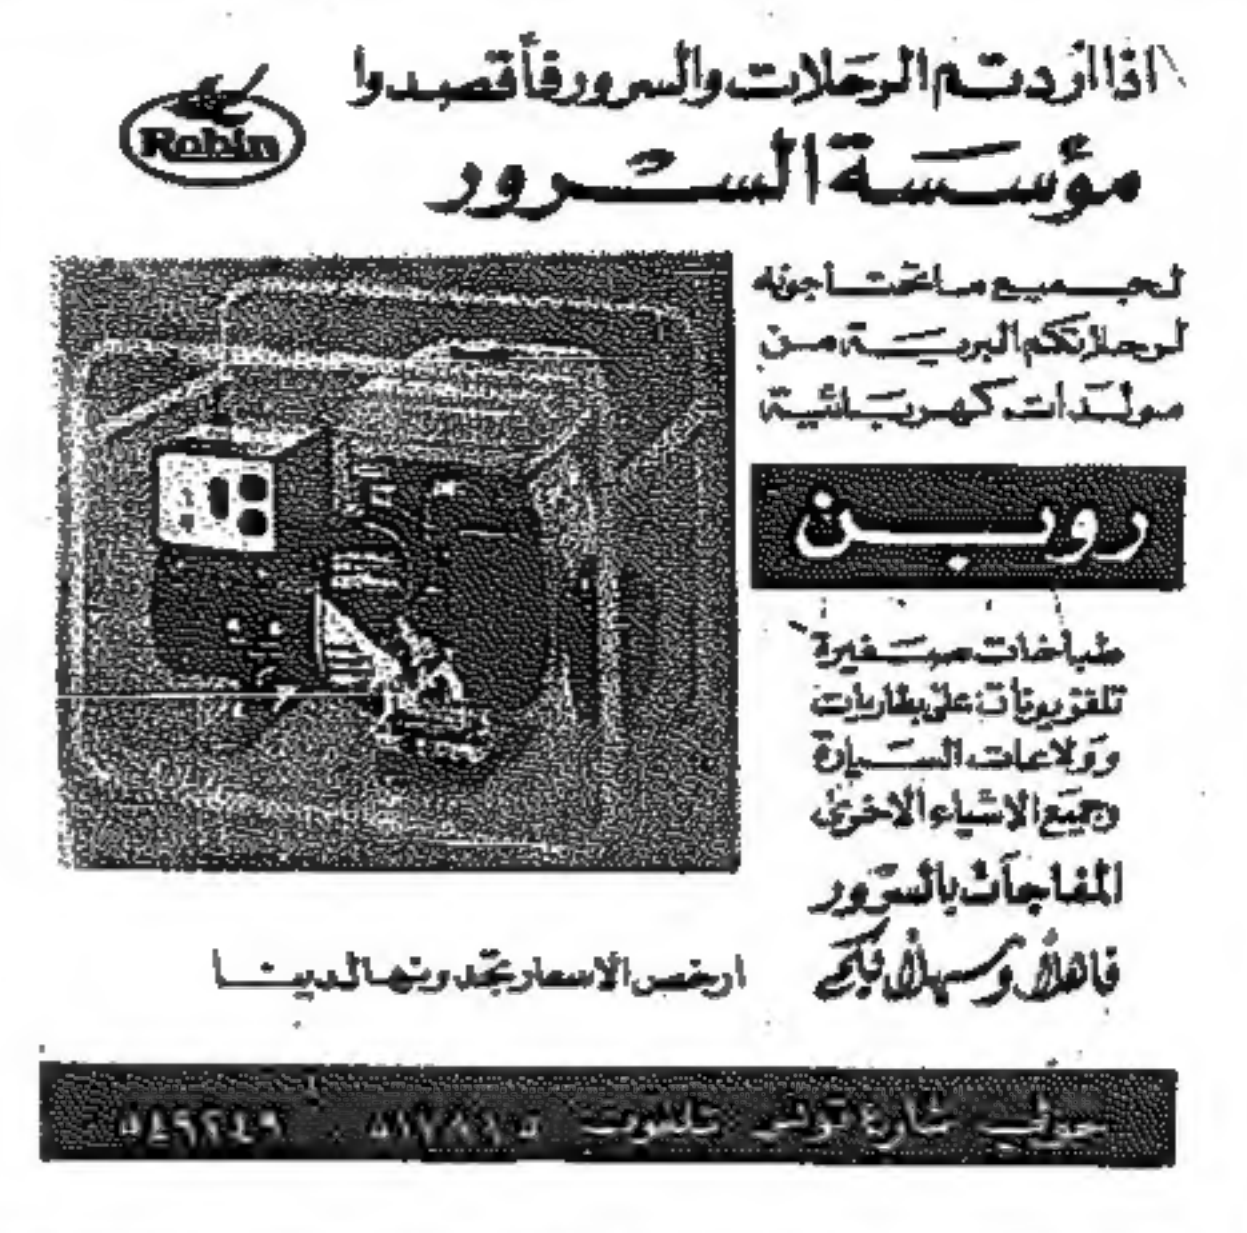 اذا اردتم الرحلات والسرور فأقصدوا
Robin
مؤسسة السرور
لجميع ما تحتاجونه
لرحلاتكم البرية من
مولدات كهربائية
روبن
طباخات صغيرة
تلفزيونات على بطاريات
وولاعات السيارة
وجميع الاشياء الاخرى
المفاجآت بالسرور
فاهلاً وسهلاً بكم
ارخص الاسعار تجدونها لدينا
حولي شارع تونس تلفون